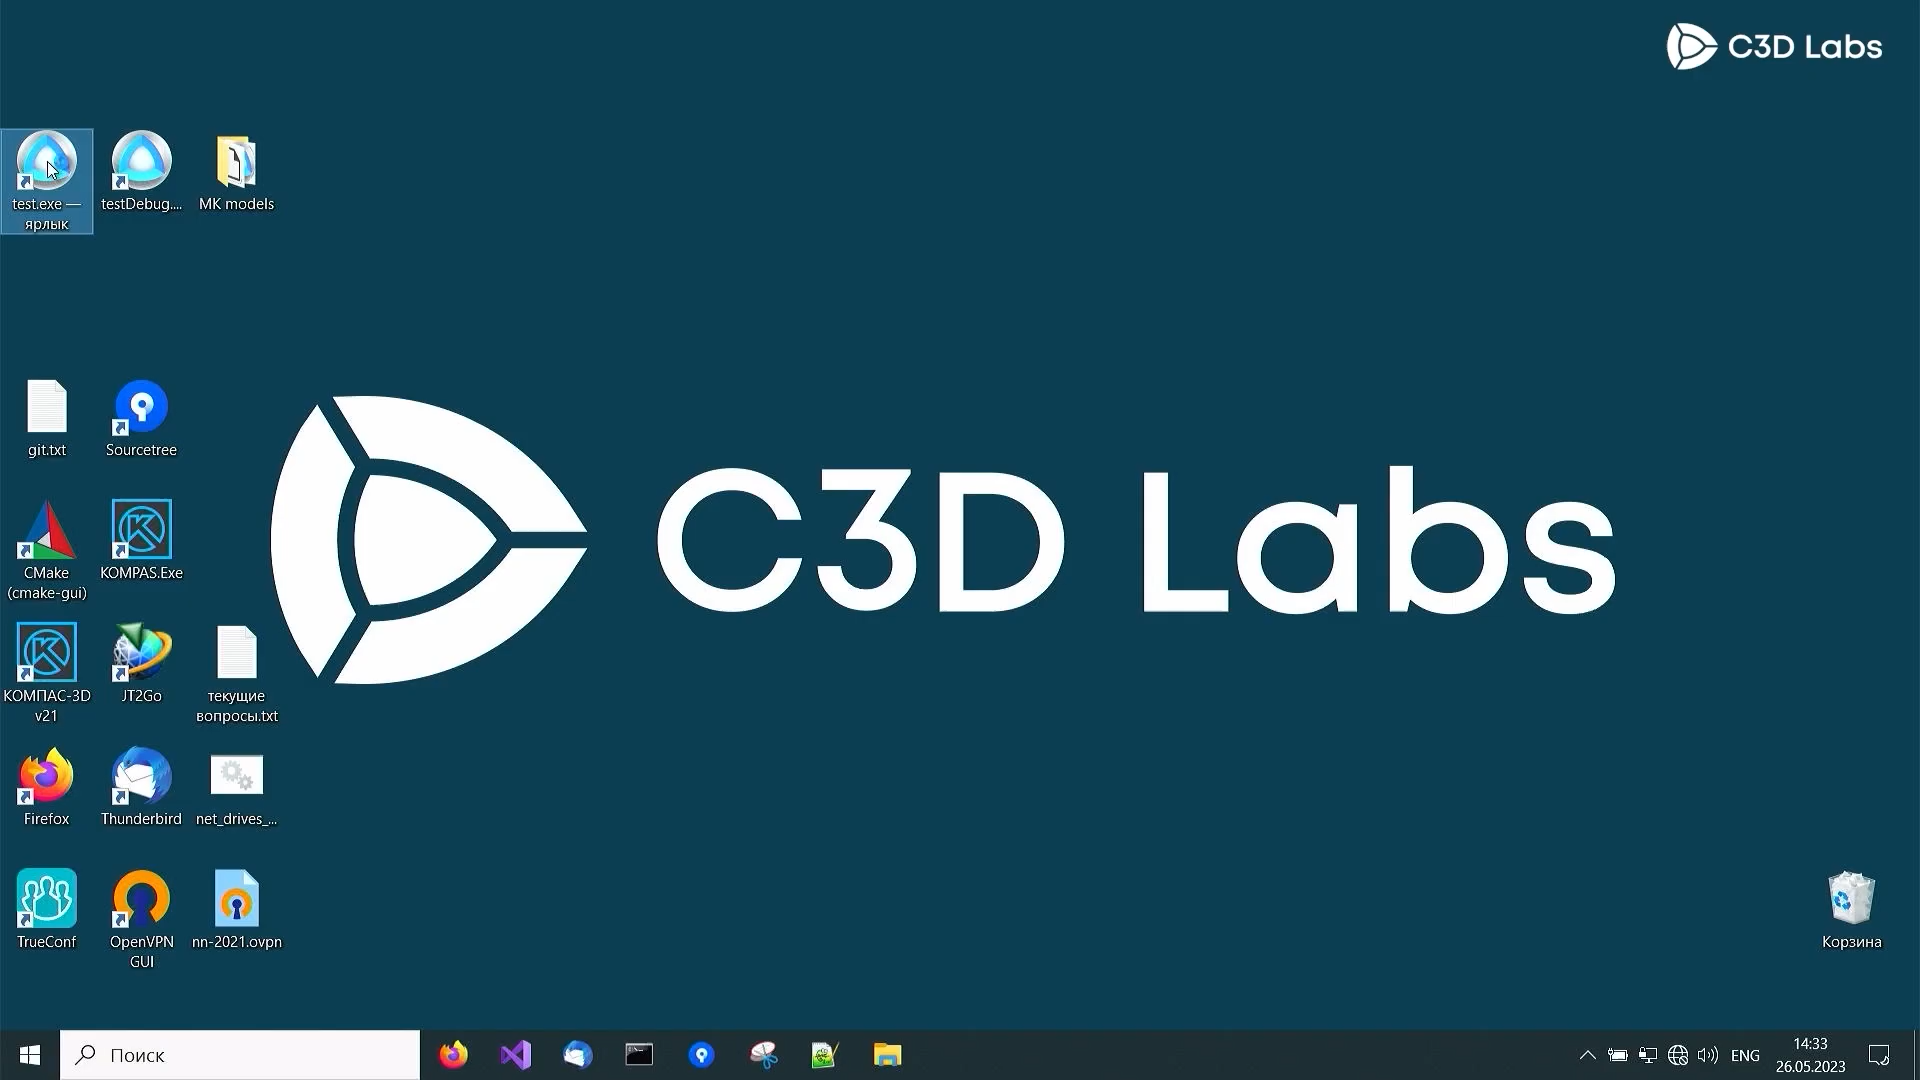 C3D Labs
test.exe —
ярлык
testDebug....
MK models
git.txt
Sourcetree
C3D Labs
CMake
(cmake-gui)
KOMPAS.Exe
КОМПАС-3D
v21
JT2Go
текущие
вопросы.txt
Firefox
Thunderbird
net_drives_...
TrueConf
OpenVPN
GUI
nn-2021.ovpn
Корзина
Поиск
ENG
14:33
26.05.2023